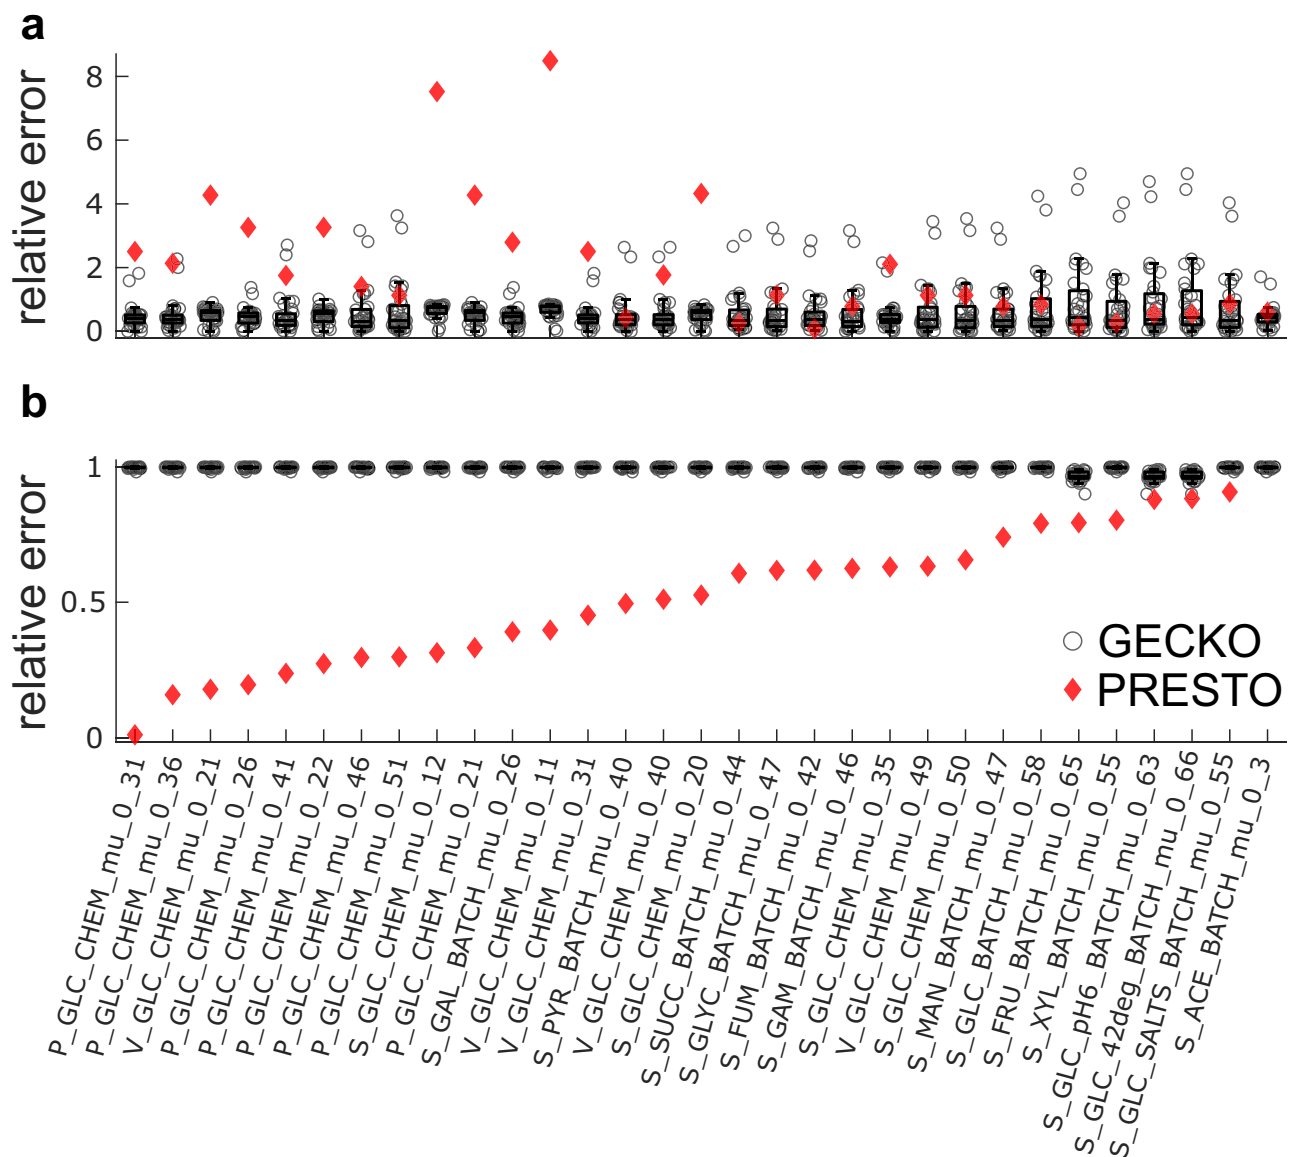 a
relative error
8
6
4
2
0
b
relative error
1
0.5
0
GECKO
PRESTO
P_GLC_CHEM_mu_0_31
P_GLC_CHEM_mu_0_36
V_GLC_CHEM_mu_0_21
P_GLC_CHEM_mu_0_26
P_GLC_CHEM_mu_0_41
P_GLC_CHEM_mu_0_22
P_GLC_CHEM_mu_0_46
P_GLC_CHEM_mu_0_51
S_GLC_CHEM_mu_0_12
P_GLC_CHEM_mu_0_21
S_GAL_BATCH_mu_0_26
V_GLC_CHEM_mu_0_11
V_GLC_CHEM_mu_0_31
S_PYR_BATCH_mu_0_40
V_GLC_CHEM_mu_0_40
S_GLC_CHEM_mu_0_20
S_SUCC_BATCH_mu_0_44
S_GLYC_BATCH_mu_0_47
S_FUM_BATCH_mu_0_42
S_GAM_BATCH_mu_0_46
S_GLC_CHEM_mu_0_35
V_GLC_CHEM_mu_0_49
S_GLC_CHEM_mu_0_50
S_MAN_BATCH_mu_0_47
S_GLC_BATCH_mu_0_58
S_FRU_BATCH_mu_0_65
S_XYL_BATCH_mu_0_55
S_GLC_pH6_BATCH_mu_0_63
S_GLC_42deg_BATCH_mu_0_66
S_GLC_SALTS_BATCH_mu_0_55
S_ACE_BATCH_mu_0_3